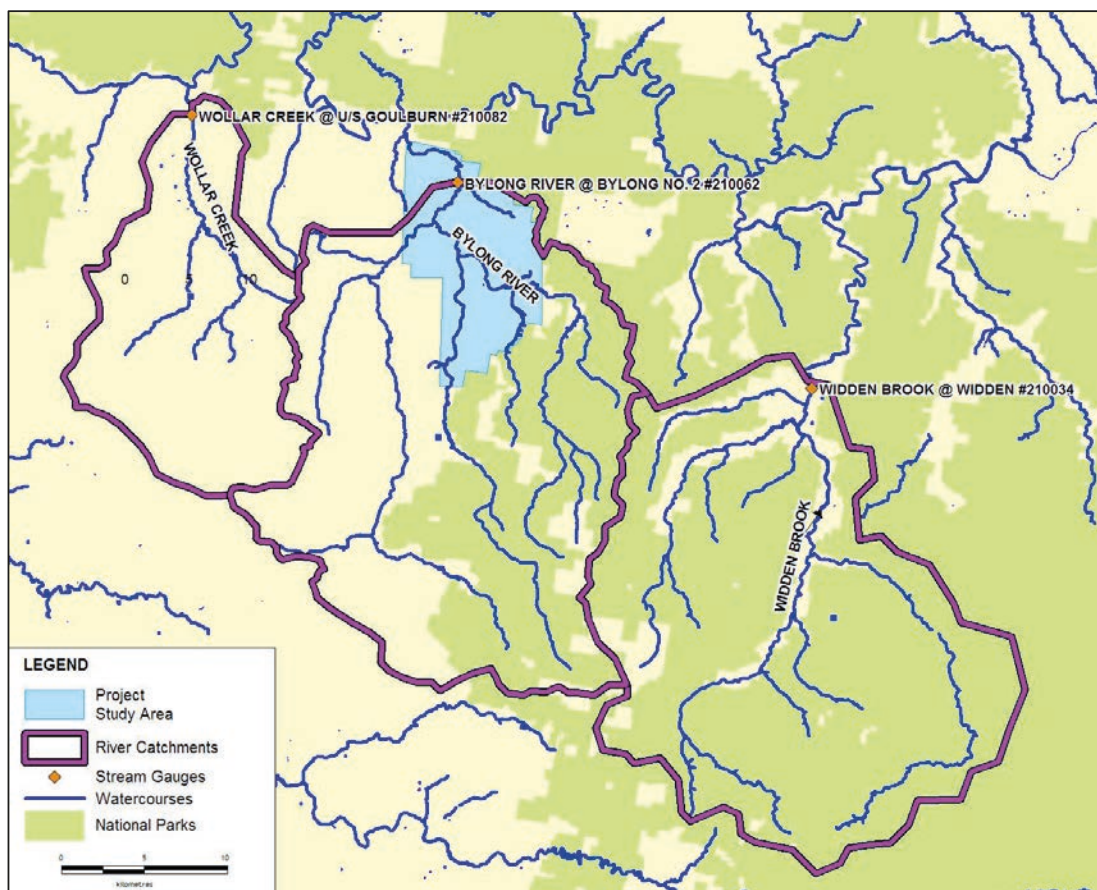 WOLLAR CREEK @ U/S GOULBURN #210082
WOLLAR CREEK
BYLONG RIVER @ BYLONG NO. 2 #210062
BYLONG RIVER
0 5 10
WIDDEN BROOK @ WIDDEN #210034
WIDDEN BROOK
LEGEND
Project
Study Area
River Catchments
Stream Gauges
Watercourses
National Parks
0 5 10
kilometres